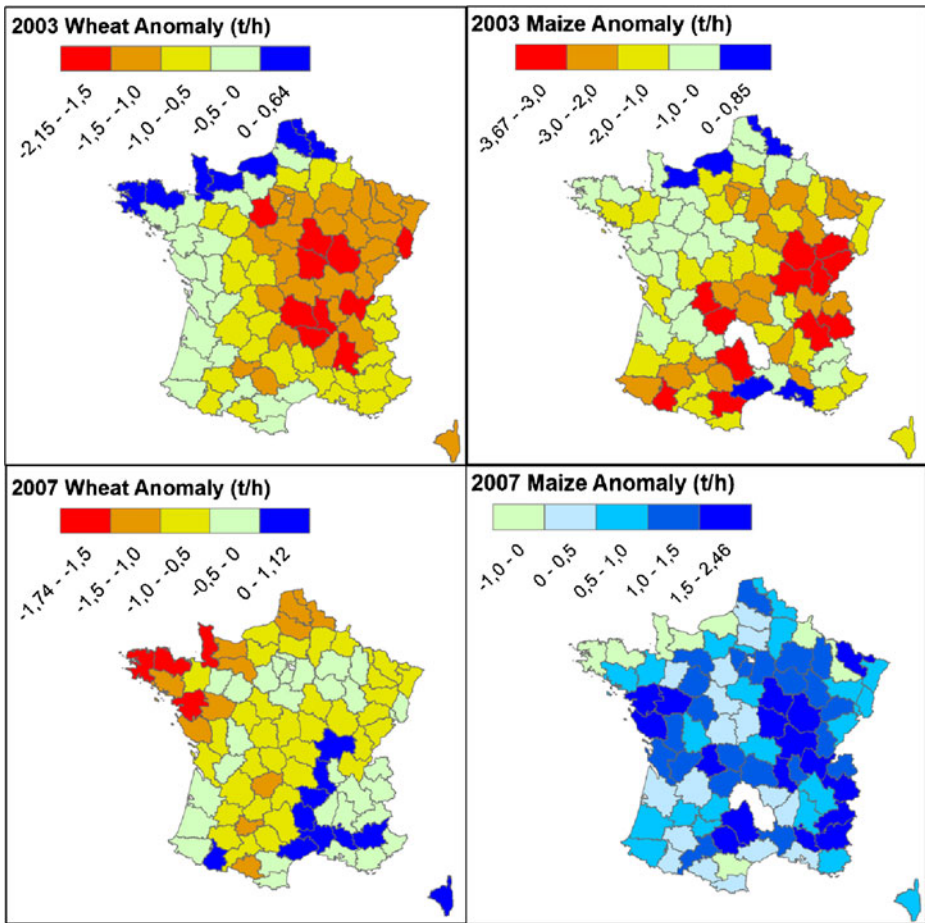 2003 Wheat Anomaly (t/h)
-2,15 - -1,5
-1,5 - -1,0
-1,0 - -0,5
-0,5 - 0
0 - 0,64
2003 Maize Anomaly (t/h)
-3,67 - -3,0
-3,0 - -2,0
-2,0 - -1,0
-1,0 - 0
0 - 0,85
2007 Wheat Anomaly (t/h)
-1,74 - -1,5
-1,5 - -1,0
-1,0 - -0,5
-0,5 - 0
0 - 1,12
2007 Maize Anomaly (t/h)
-1,0 - 0
0 - 0,5
0,5 - 1,0
1,0 - 1,5
1,5 - 2,46